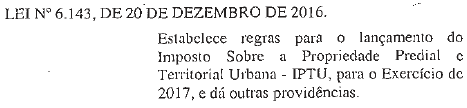 LEI Nº 6.143, DE 20 DE DEZEMBRO DE 2016.
Estabelece regras para o lançamento do
Imposto Sobre a Propriedade Predial e
Territorial Urbana - IPTU, para o Exercício de
2017, e dá outras providências.